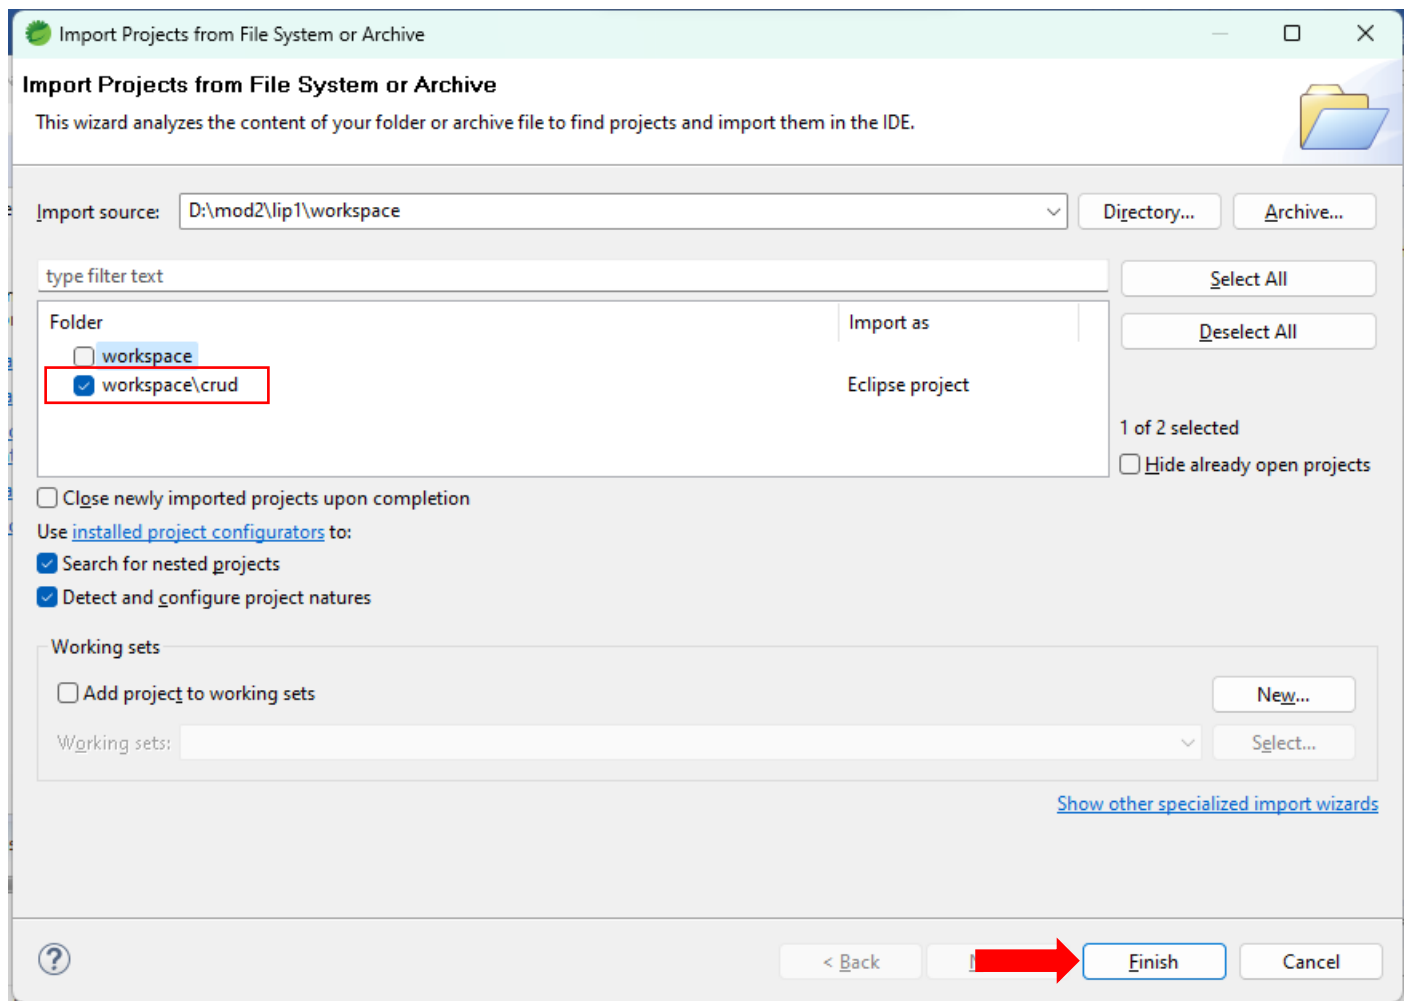 Import Projects from File System or Archive
Import Projects from File System or Archive
This wizard analyzes the content of your folder or archive file to find projects and import them in the IDE.
Import source: D:\mod2\lip1\workspace Directory... Archive...
type filter text Select All
Folder Import as Deselect All
workspace
workspace\crud Eclipse project
1 of 2 selected
Hide already open projects
Close newly imported projects upon completion
Use installed project configurators to:
Search for nested projects
Detect and configure project natures
Working sets
Add project to working sets New...
Working sets: Select...
Show other specialized import wizards
< Back Finish Cancel